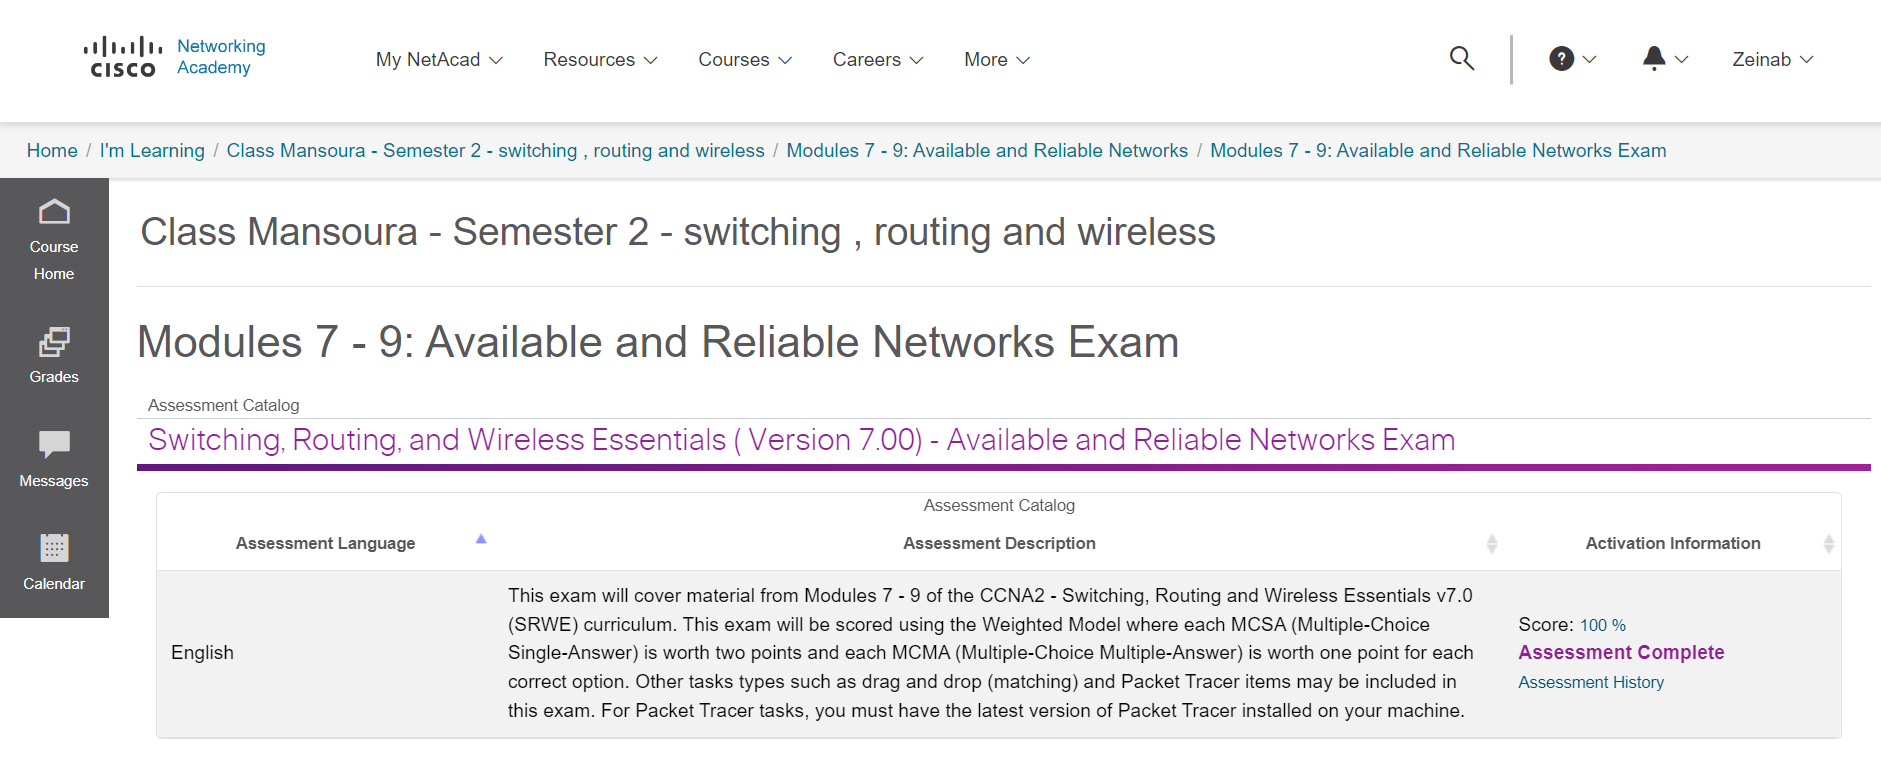 Networking
Academy
CISCO
My NetAcad
Resources
Courses
Careers
More
?
Zeinab
Home / I'm Learning / Class Mansoura - Semester 2 - switching , routing and wireless / Modules 7 - 9: Available and Reliable Networks / Modules 7 - 9: Available and Reliable Networks Exam
Course
Home
Grades
Messages
Calendar
Class Mansoura - Semester 2 - switching , routing and wireless
Modules 7 - 9: Available and Reliable Networks Exam
Assessment Catalog
Switching, Routing, and Wireless Essentials ( Version 7.00) - Available and Reliable Networks Exam
Assessment Catalog
Assessment Language
Assessment Description
Activation Information
English
This exam will cover material from Modules 7 - 9 of the CCNA2 - Switching, Routing and Wireless Essentials v7.0
(SRWE) curriculum. This exam will be scored using the Weighted Model where each MCSA (Multiple-Choice
Single-Answer) is worth two points and each MCMA (Multiple-Choice Multiple-Answer) is worth one point for each
correct option. Other tasks types such as drag and drop (matching) and Packet Tracer items may be included in
this exam. For Packet Tracer tasks, you must have the latest version of Packet Tracer installed on your machine.
Score: 100 %
Assessment Complete
Assessment History